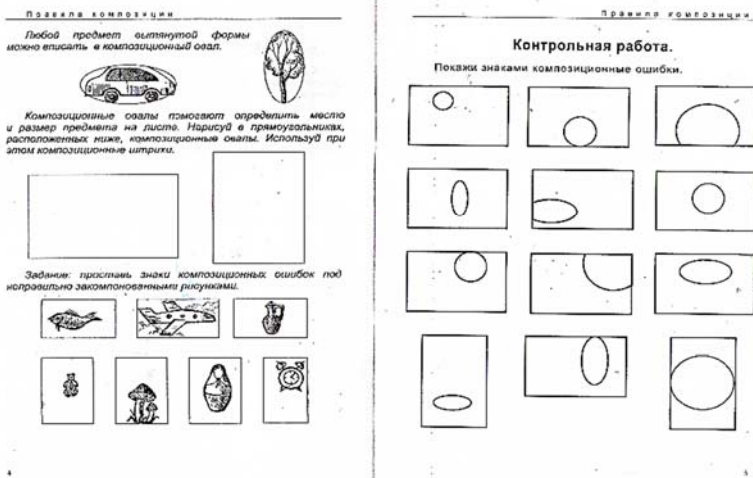 Правила композиции
Любой предмет вытянутой формы
можно вписать в композиционный овал.
Композиционные овалы помогают определить место
и размер предмета на листе. Нарисуй в прямоугольниках,
расположенных ниже, композиционные овалы. Используй при
этом композиционные штрихи.
Задание: проставь знаки композиционных ошибок под
неправильно закомпонованными рисунками.
4
Правила композиции
Контрольная работа.
Покажи знаками композиционные ошибки.
5